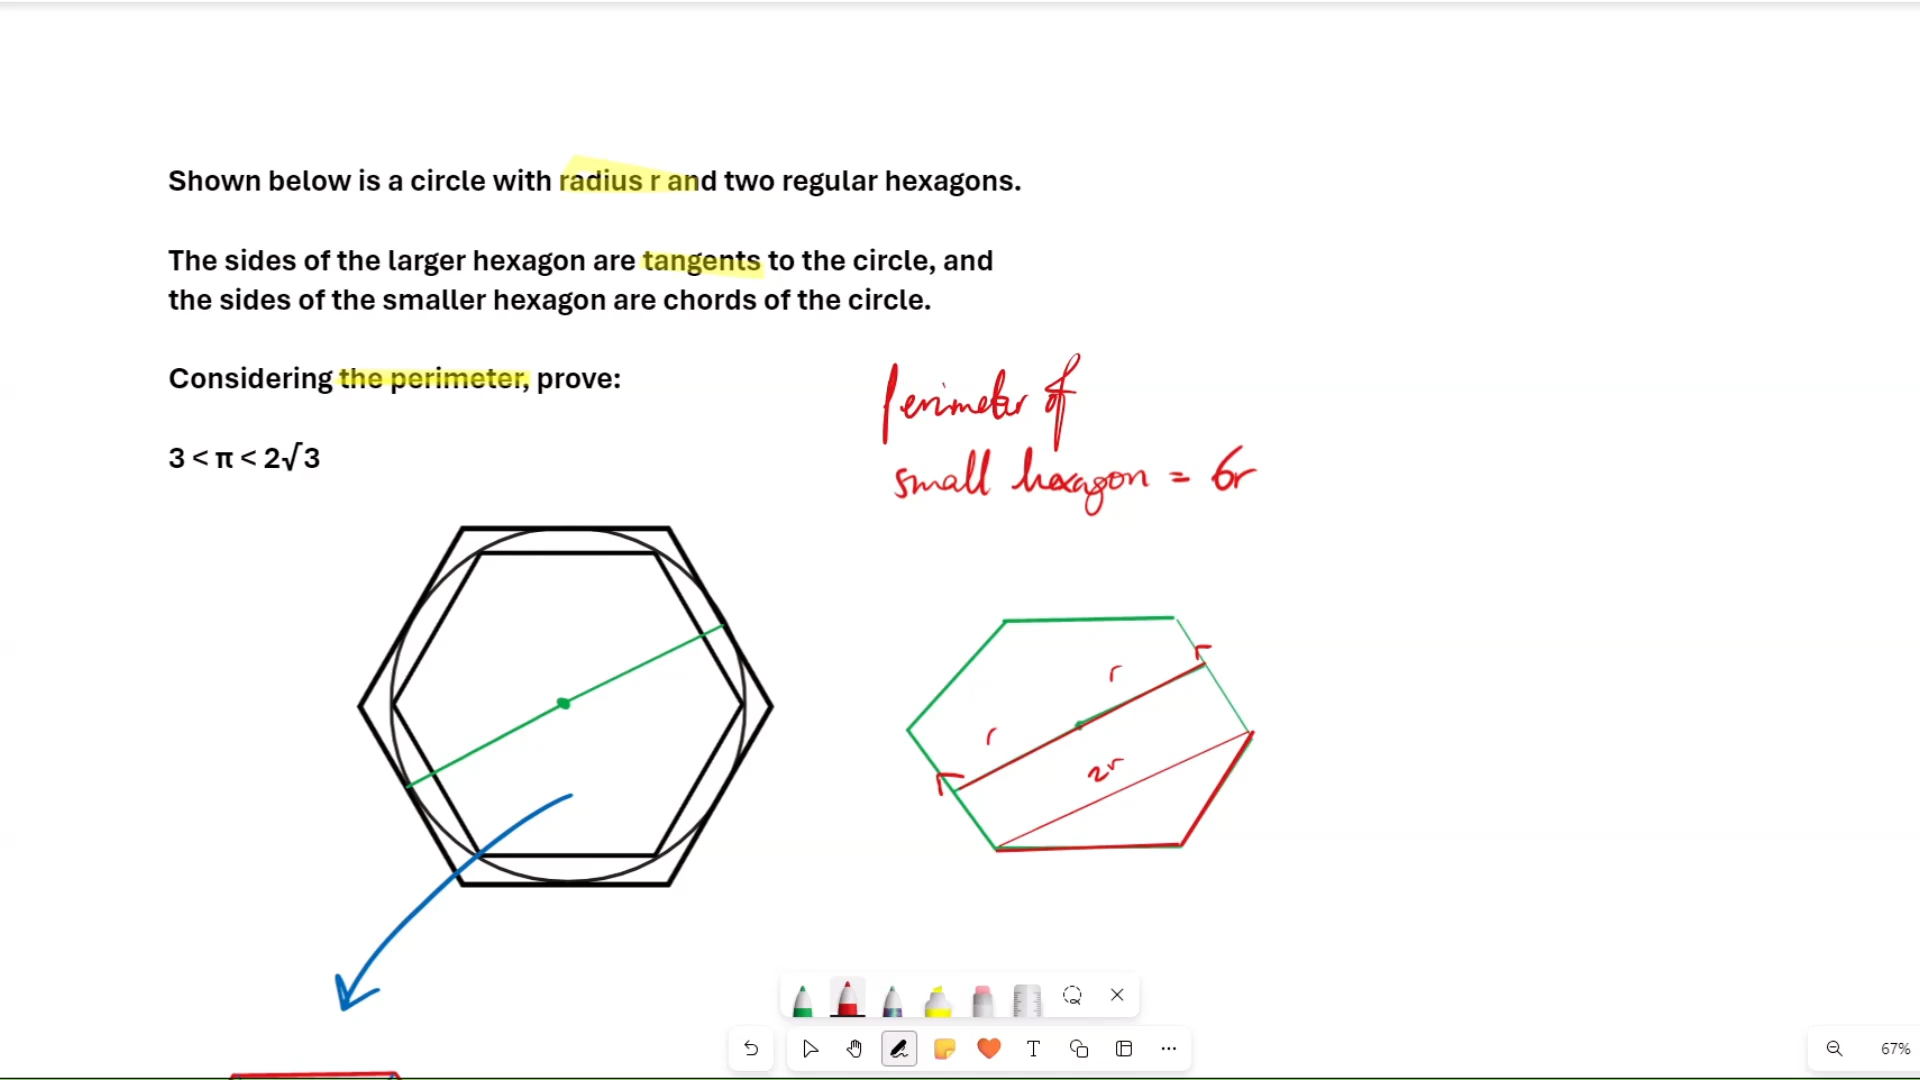 Shown below is a circle with radius r and two regular hexagons.
The sides of the larger hexagon are tangents to the circle, and
the sides of the smaller hexagon are chords of the circle.
Considering the perimeter, prove:
3 < π < 2√3
Perimeter of
small hexagon = 6r
r
r
2r
T
67%